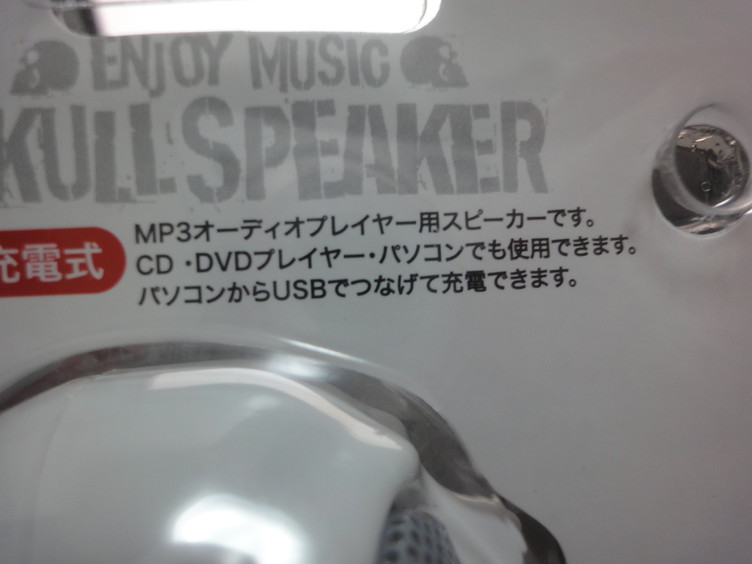 ENJOY MUSIC
KULL SPEAKER
充電式
MP3オーディオプレイヤー用スピーカーです。
CD・DVDプレイヤー・パソコンでも使用できます。
パソコンからUSBでつなげて充電できます。